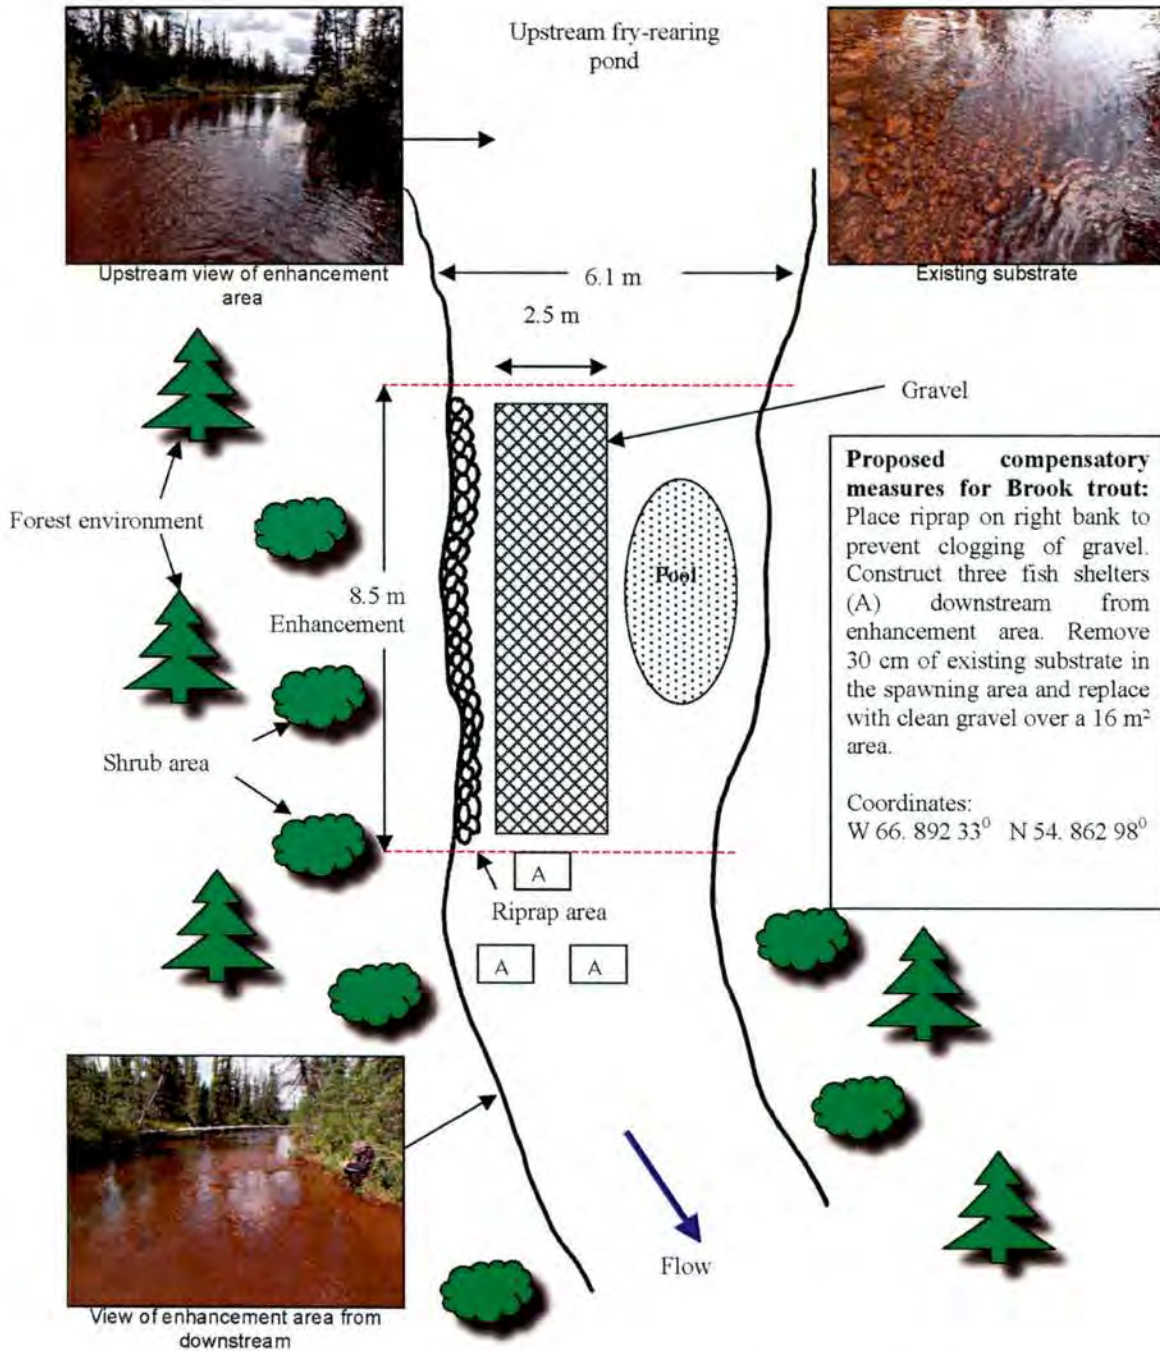 Upstream fry-rearing
pond
Upstream view of enhancement
area
Existing substrate
6.1 m
2.5 m
Gravel
Forest environment
8.5 m
Enhancement
Pool
Shrub area
Proposed compensatory
measures for Brook trout:
Place riprap on right bank to
prevent clogging of gravel.
Construct three fish shelters
(A) downstream from
enhancement area. Remove
30 cm of existing substrate in
the spawning area and replace
with clean gravel over a 16 m²
area.
Coordinates:
W 66. 892 33⁰ N 54. 862 98⁰
A
Riprap area
A A
Flow
View of enhancement area from
downstream